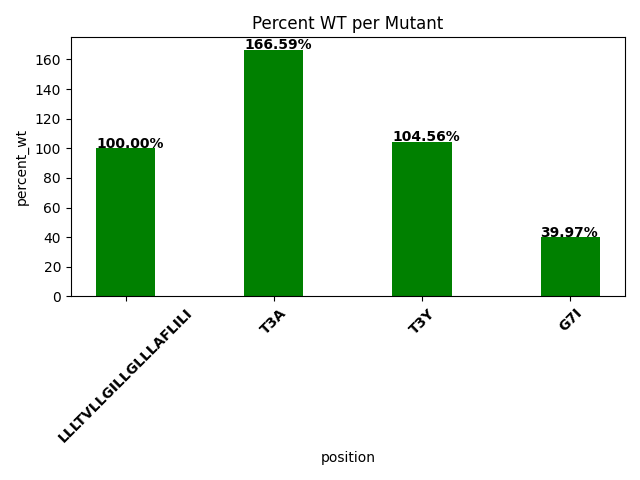 Percent WT per Mutant
percent_wt
160
140
120
100
80
60
40
20
0
100.00%
166.59%
104.56%
39.97%
LLLTVLLGILLGLLLAFLILI
T3A
T3Y
G7I
position